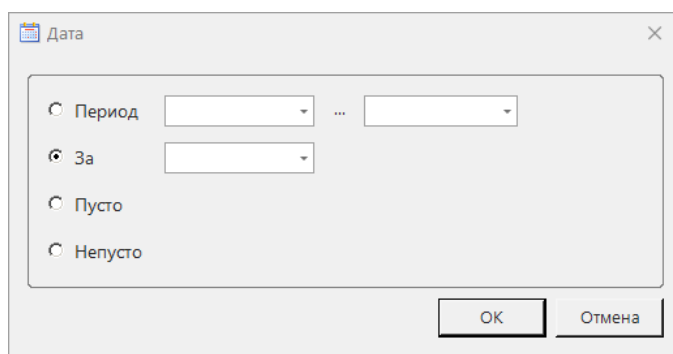 Дата
Период ...
За
Пусто
Непусто
OK Отмена